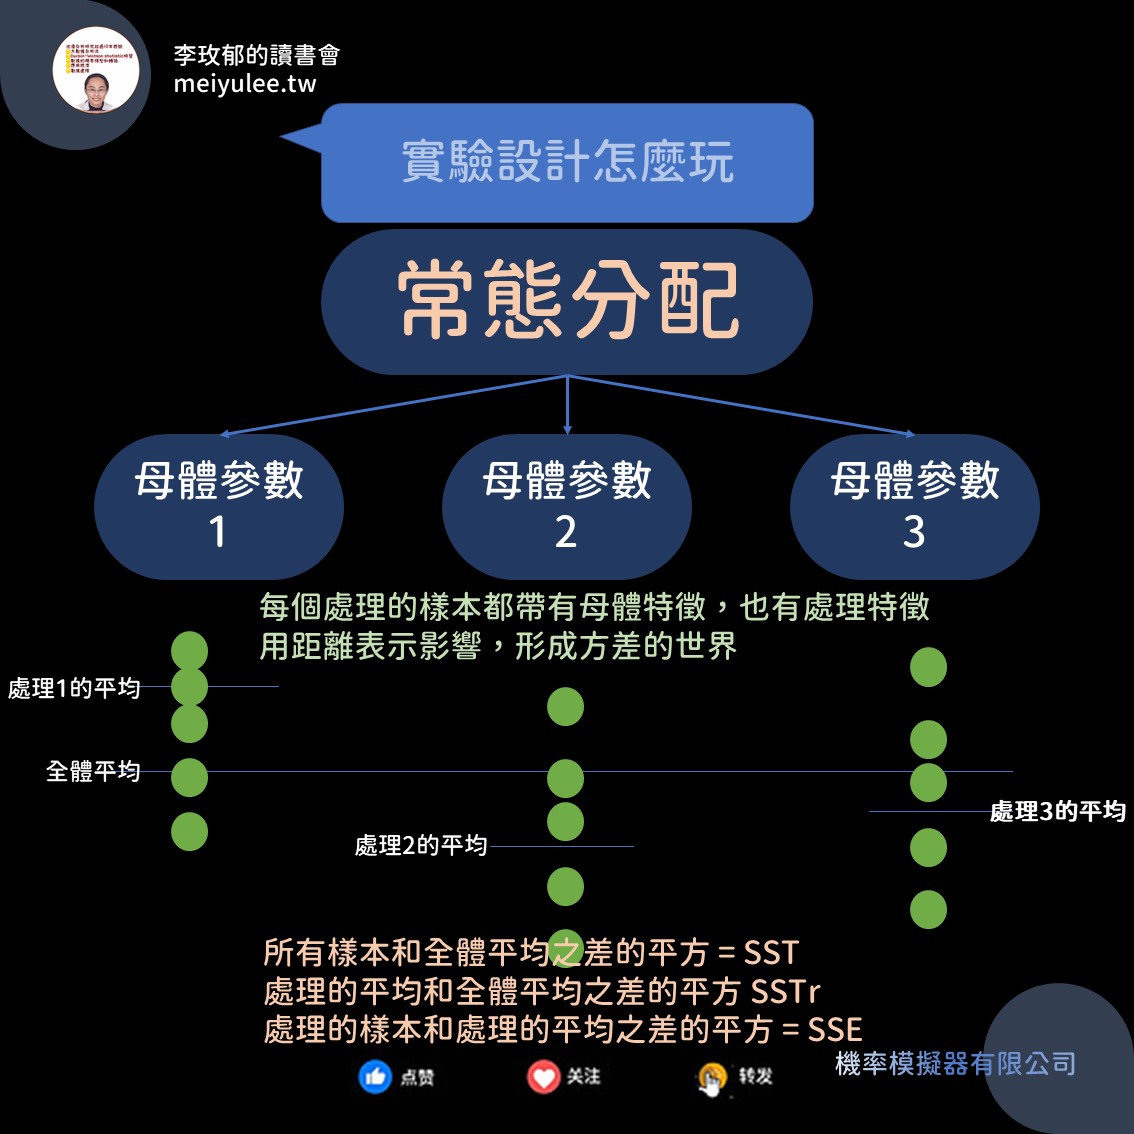 李玫郁的讀書會
meiyulee.tw
實驗設計怎麼玩
常態分配
母體參數
1
母體參數
2
母體參數
3
每個處理的樣本都帶有母體特徵，也有處理特徵
用距離表示影響，形成方差的世界
處理1的平均
全體平均
處理3的平均
處理2的平均
所有樣本和全體平均之差的平方 = SST
處理的平均和全體平均之差的平方 SSTr
處理的樣本和處理的平均之差的平方 = SSE
機率模擬器有限公司
点赞
关注
转发